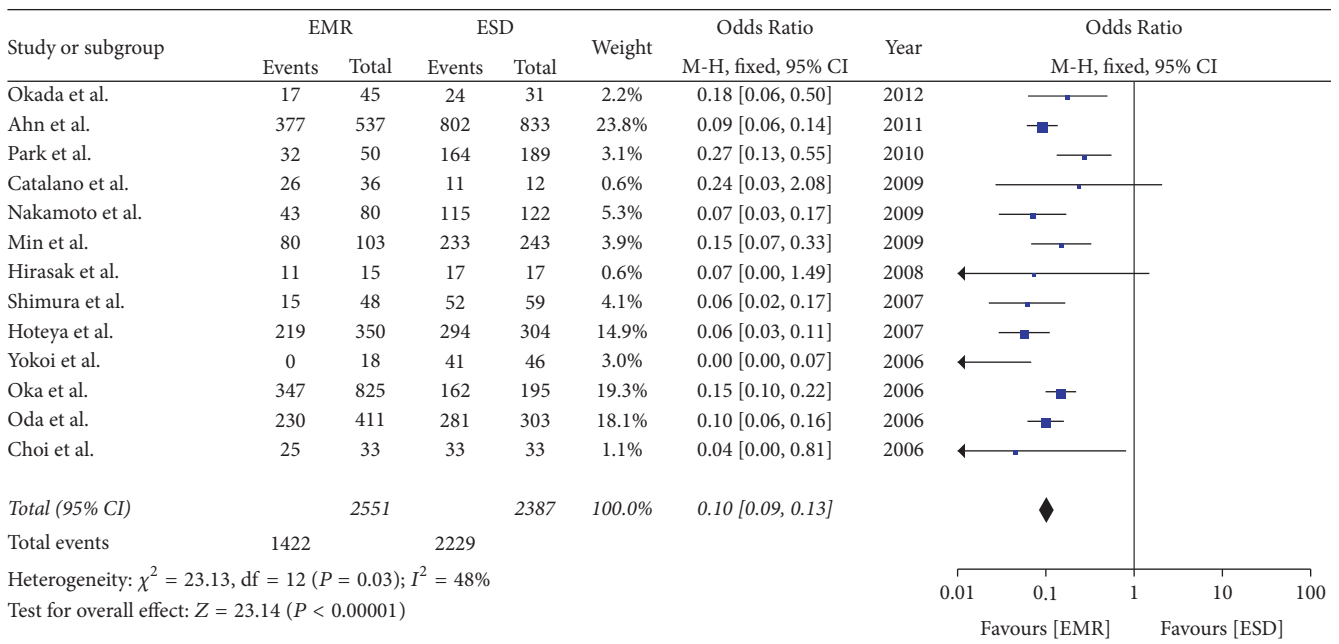 Study or subgroup EMR ESD Weight Odds Ratio Year Odds Ratio
Events Total Events Total M-H, fixed, 95% CI M-H, fixed, 95% CI
Okada et al. 17 45 24 31 2.2% 0.18 [0.06, 0.50] 2012
Ahn et al. 377 537 802 833 23.8% 0.09 [0.06, 0.14] 2011
Park et al. 32 50 164 189 3.1% 0.27 [0.13, 0.55] 2010
Catalano et al. 26 36 11 12 0.6% 0.24 [0.03, 2.08] 2009
Nakamoto et al. 43 80 115 122 5.3% 0.07 [0.03, 0.17] 2009
Min et al. 80 103 233 243 3.9% 0.15 [0.07, 0.33] 2009
Hirasak et al. 11 15 17 17 0.6% 0.07 [0.00, 1.49] 2008
Shimura et al. 15 48 52 59 4.1% 0.06 [0.02, 0.17] 2007
Hoteya et al. 219 350 294 304 14.9% 0.06 [0.03, 0.11] 2007
Yokoi et al. 0 18 41 46 3.0% 0.00 [0.00, 0.07] 2006
Oka et al. 347 825 162 195 19.3% 0.15 [0.10, 0.22] 2006
Oda et al. 230 411 281 303 18.1% 0.10 [0.06, 0.16] 2006
Choi et al. 25 33 33 33 1.1% 0.04 [0.00, 0.81] 2006
Total (95% CI) 2551 2387 100.0% 0.10 [0.09, 0.13]
Total events 1422 2229
Heterogeneity: χ² = 23.13, df = 12 (P = 0.03); I² = 48%
Test for overall effect: Z = 23.14 (P < 0.00001)
0.01 0.1 1 10 100
Favours [EMR] Favours [ESD]